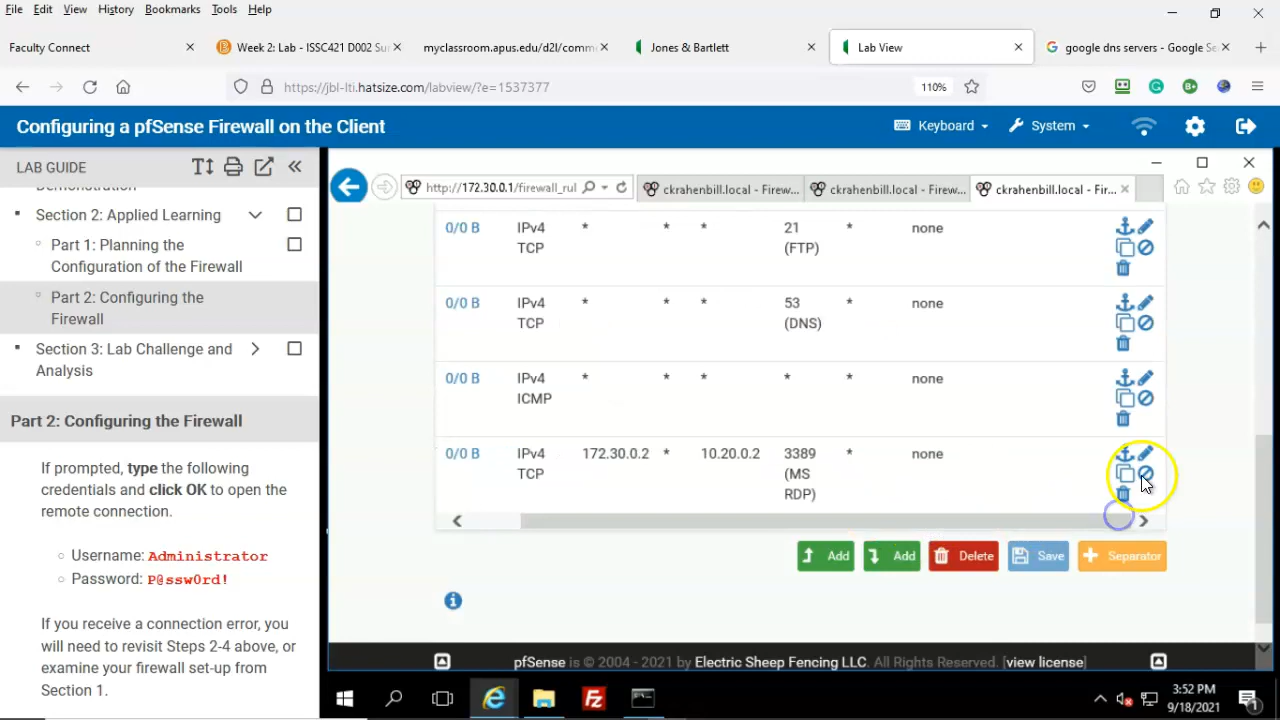 File Edit View History Bookmarks Tools Help
Faculty Connect
Week 2: Lab - ISSC421 D002 Su
myclassroom.apus.edu/d2l/comm
Jones & Bartlett
Lab View
google dns servers - Google Se
https://jbl-lti.hatsize.com/labview/?e=1537377
110%
Configuring a pfSense Firewall on the Client
Keyboard
System
LAB GUIDE
Demonstration
Section 2: Applied Learning
Part 1: Planning the
Configuration of the Firewall
Part 2: Configuring the
Firewall
Section 3: Lab Challenge and
Analysis
Part 2: Configuring the Firewall
If prompted, type the following
credentials and click OK to open the
remote connection.
Username: Administrator
Password: P@ssw0rd!
If you receive a connection error, you
will need to revisit Steps 2-4 above, or
examine your firewall set-up from
Section 1.
http://172.30.0.1/firewall_rul
ckrahenbill.local - Firew...
ckrahenbill.local - Firew...
ckrahenbill.local - Fir...
0/0 B IPv4 * * * 21 * none
TCP (FTP)
0/0 B IPv4 * * * 53 * none
TCP (DNS)
0/0 B IPv4 * * * * * none
ICMP
0/0 B IPv4 172.30.0.2 * 10.20.0.2 3389 * none
TCP (MS
RDP)
Add Add Delete Save Separator
pfSense is © 2004 - 2021 by Electric Sheep Fencing LLC. All Rights Reserved. [view license]
3:52 PM
9/18/2021
1